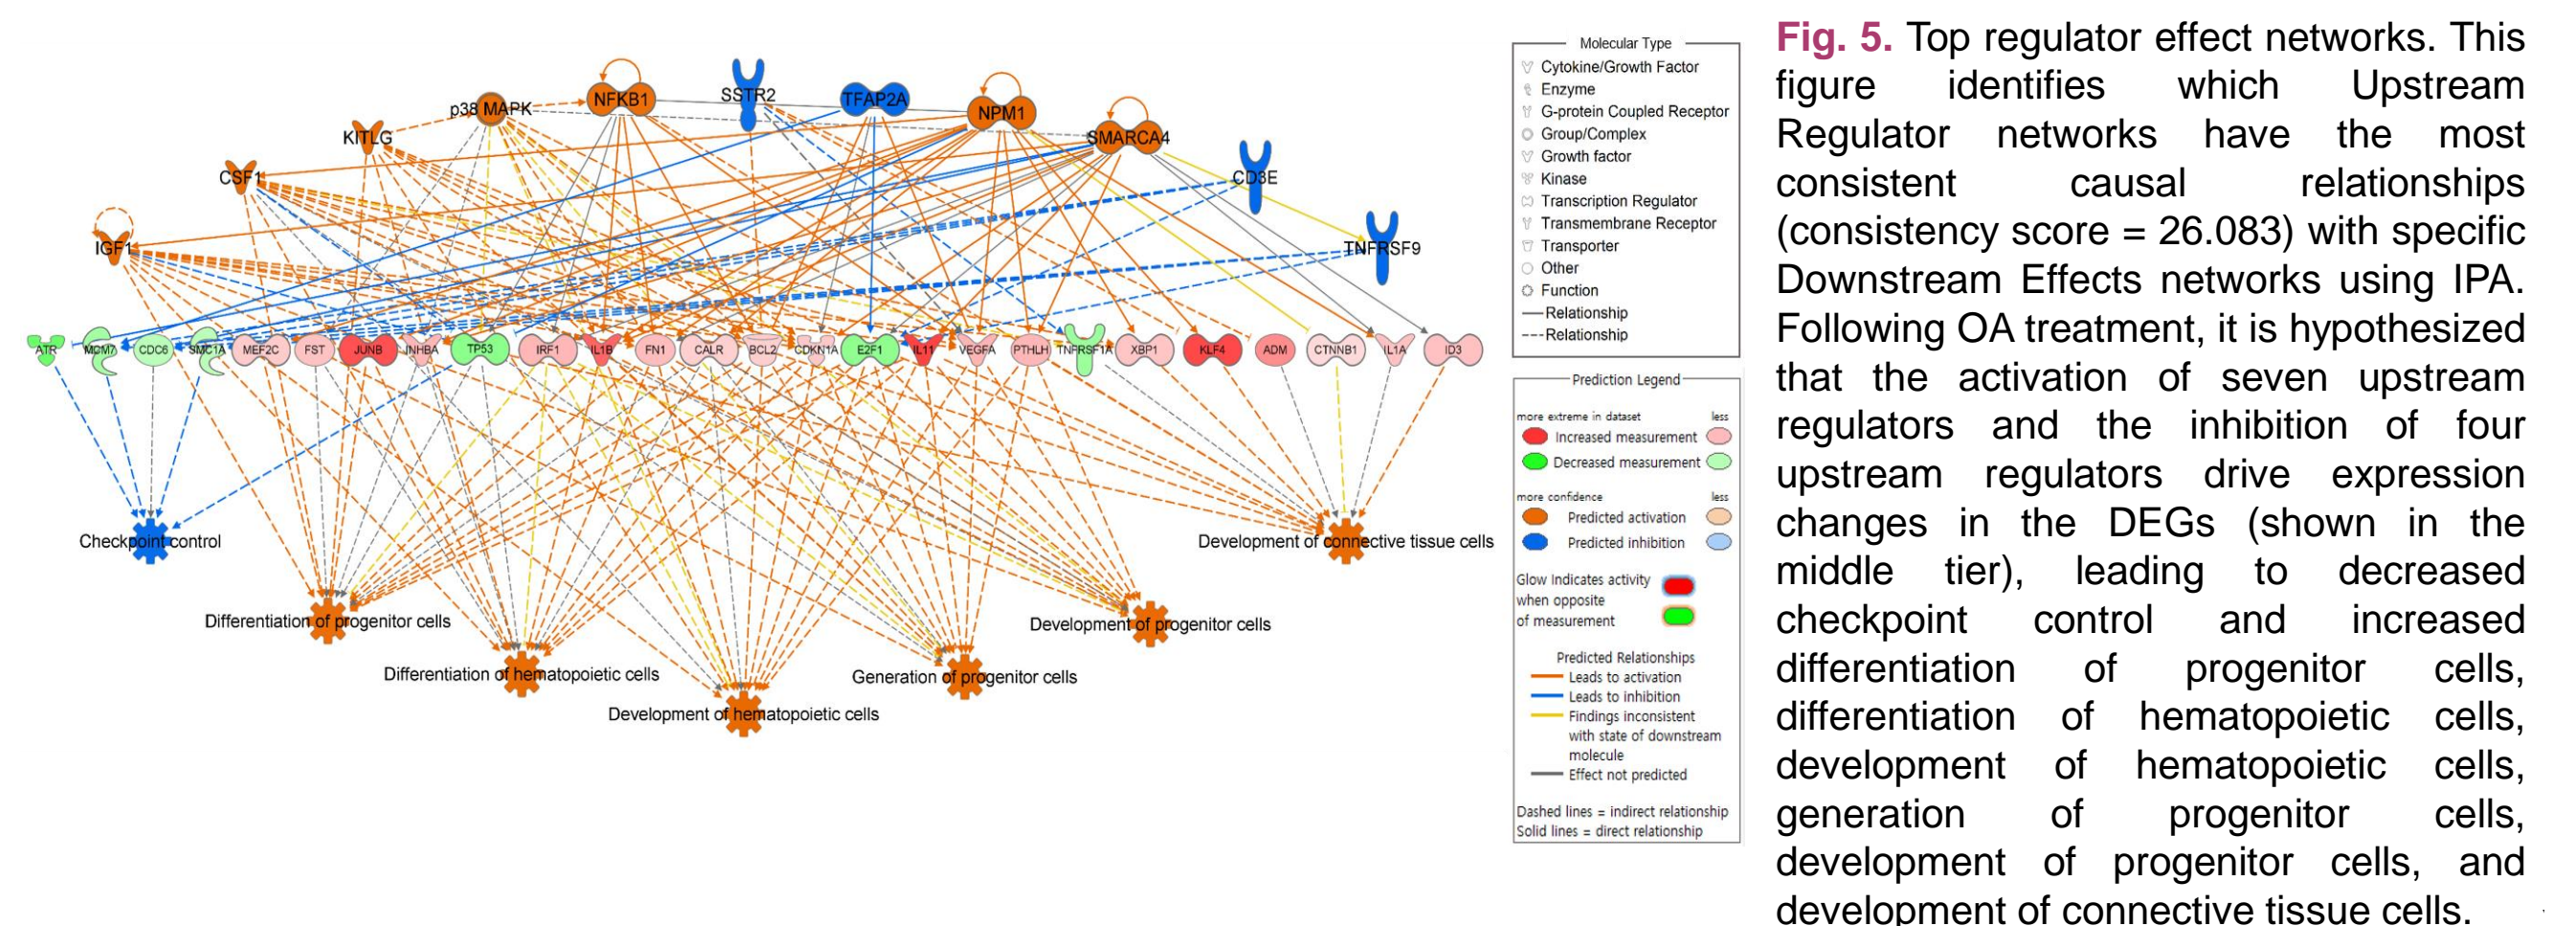 NFKB1
SSTR2
TFAP2A
p38 MAPK
NPM1
KITLG
SMARCA4
CSF1
CD3E
IGF1
TNFRSF9
ATR MCM7 CDC6 SMC1A MEF2C FST JUNB INHBA TP53 IRF1 IL1B FN1 CALR BCL2 CDKN1A E2F1 IL11 VEGFA PTHLH TNFRSF1A XBP1 KLF4 ADM CTNNB1 IL1A ID3
Checkpoint control
Development of connective tissue cells
Differentiation of progenitor cells
Development of progenitor cells
Differentiation of hematopoietic cells
Generation of progenitor cells
Development of hematopoietic cells
Molecular Type
Cytokine/Growth Factor
Enzyme
G-protein Coupled Receptor
Group/Complex
Growth factor
Kinase
Transcription Regulator
Transmembrane Receptor
Transporter
Other
Function
Relationship
Relationship
Prediction Legend
more extreme in dataset less
Increased measurement
Decreased measurement
more confidence less
Predicted activation
Predicted inhibition
Glow Indicates activity
when opposite
of measurement
Predicted Relationships
Leads to activation
Leads to inhibition
Findings inconsistent
with state of downstream
molecule
Effect not predicted
Dashed lines = indirect relationship
Solid lines = direct relationship
Fig. 5. Top regulator effect networks. This
figure identifies which Upstream
Regulator networks have the most
consistent causal relationships
(consistency score = 26.083) with specific
Downstream Effects networks using IPA.
Following OA treatment, it is hypothesized
that the activation of seven upstream
regulators and the inhibition of four
upstream regulators drive expression
changes in the DEGs (shown in the
middle tier), leading to decreased
checkpoint control and increased
differentiation of progenitor cells,
differentiation of hematopoietic cells,
development of hematopoietic cells,
generation of progenitor cells,
development of progenitor cells, and
development of connective tissue cells.